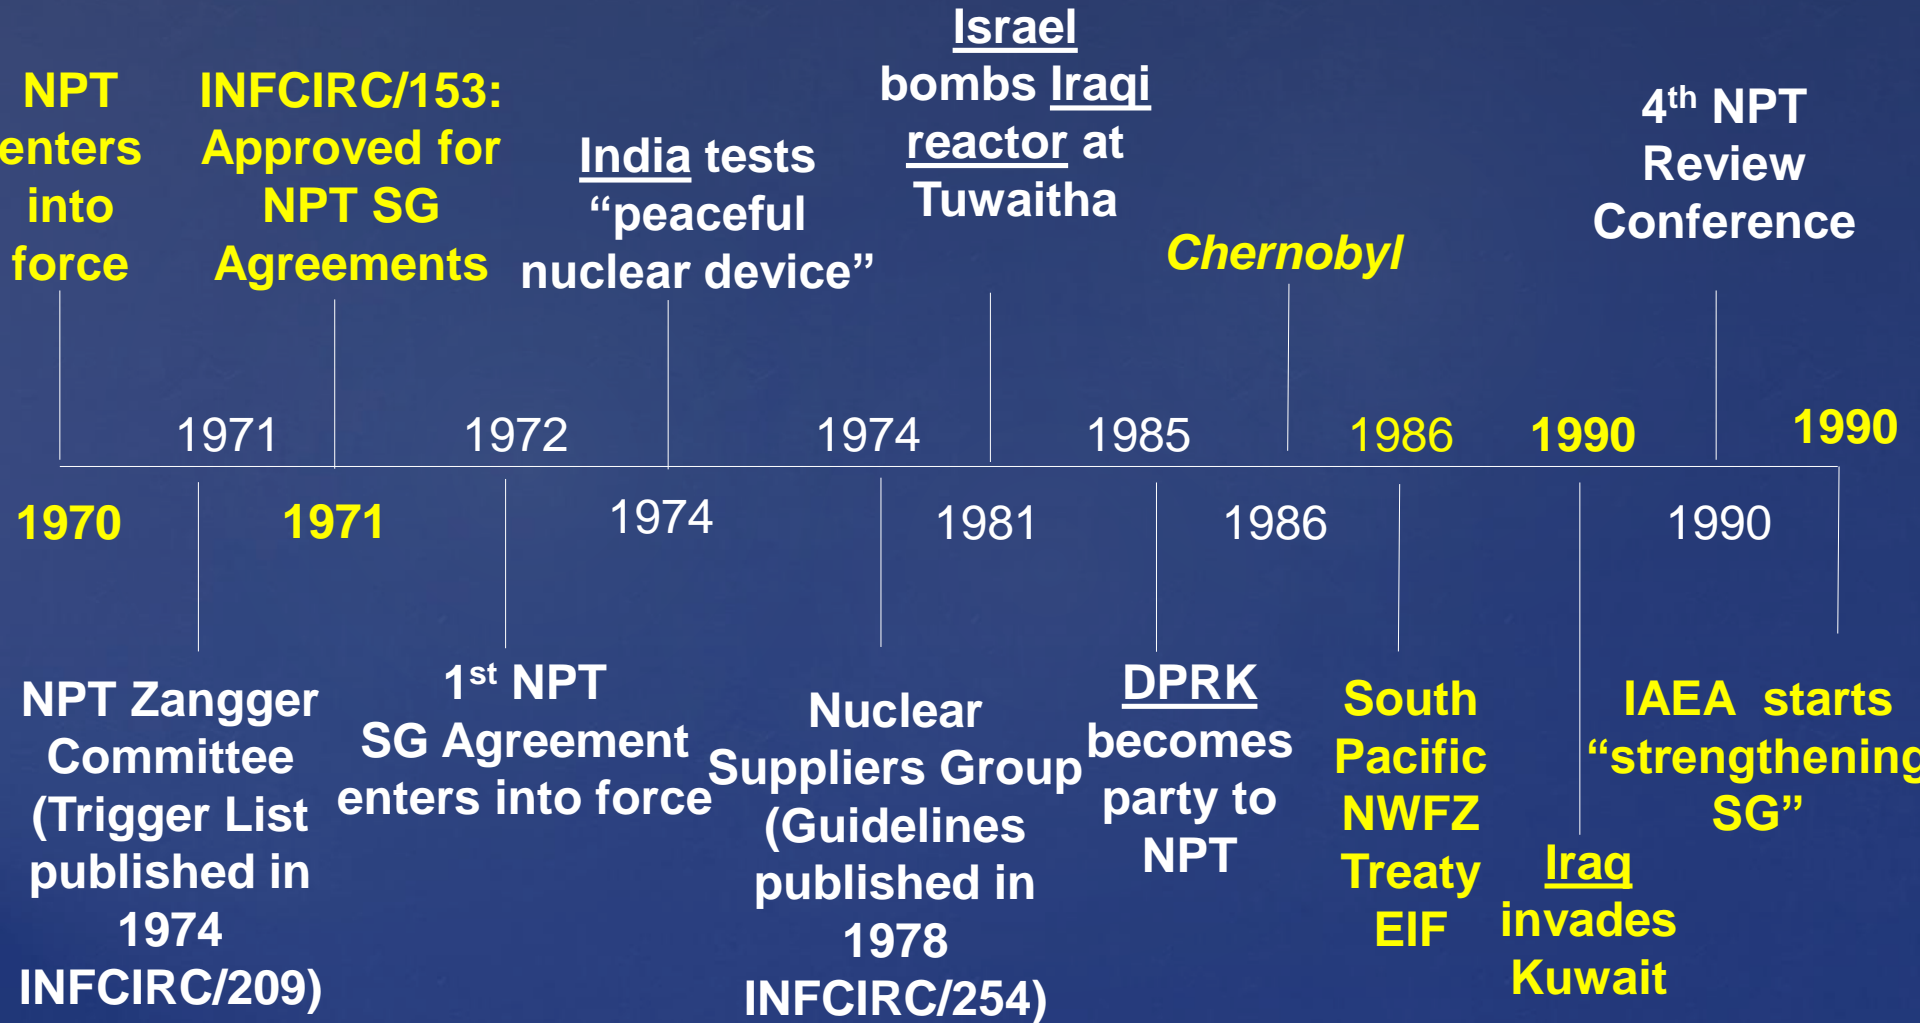 NPT
enters
into
force
INFCIRC/153:
Approved for
NPT SG
Agreements
India tests
“peaceful
nuclear device”
Israel
bombs Iraqi
reactor at
Tuwaitha
Chernobyl
4th NPT
Review
Conference
1971
1972
1974
1985
1986
1990
1990
1970
1971
1974
1981
1986
1990
NPT Zangger
Committee
(Trigger List
published in
1974
INFCIRC/209)
1st NPT
SG Agreement
enters into force
Nuclear
Suppliers Group
(Guidelines
published in
1978
INFCIRC/254)
DPRK
becomes
party to
NPT
South
Pacific
NWFZ
Treaty
EIF
Iraq
invades
Kuwait
IAEA starts
“strengthening
SG”